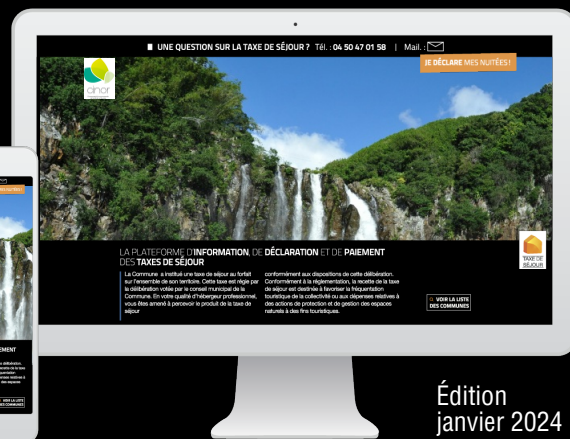 UNE QUESTION SUR LA TAXE DE SÉJOUR ? Tél. : 04 50 47 01 58 | Mail. :
JE DÉCLARE MES NUITÉES !
cinor
LA PLATEFORME D'INFORMATION, DE DÉCLARATION ET DE PAIEMENT
DES TAXES DE SÉJOUR
La Commune a institué une taxe de séjour au forfait
sur l'ensemble de son territoire. Cette taxe est régie par
la délibération votée par le conseil municipal de la
Commune. En votre qualité d'hébergeur professionnel,
vous êtes amené à percevoir le produit de la taxe de
séjour
conformément aux dispositions de cette délibération.
Conformément à la réglementation, la recette de la taxe
de séjour est destinée à favoriser la fréquentation
touristique de la collectivité ou aux dépenses relatives à
des actions de protection et de gestion des espaces
naturels à des fins touristiques.
TAXE DE
SÉJOUR
VOIR LA LISTE
DES COMMUNES
EMENT
VOIR LA LISTE
DES COMMUNES
Édition
janvier 2024